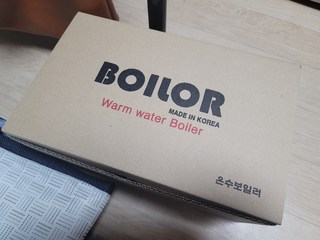 BOILOR
MADE IN KOREA
Warm water Boiler
온수보일러